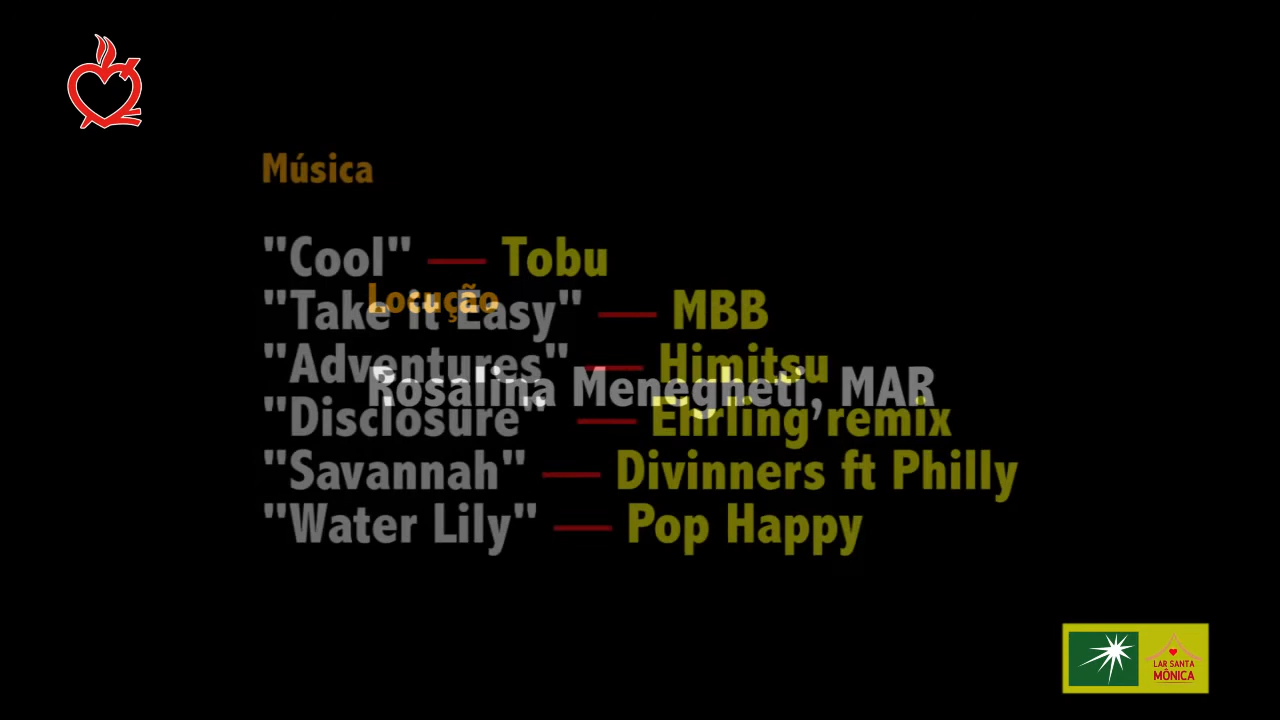 Música
"Cool" — Tobu
Locução
"Take it Easy" — MBB
"Adventures" — Himitsu
Rosalina Menegheti, MAR
"Disclosure" — Ehrling remix
"Savannah" — Divinners ft Philly
"Water Lily" — Pop Happy
LAR SANTA
MÔNICA